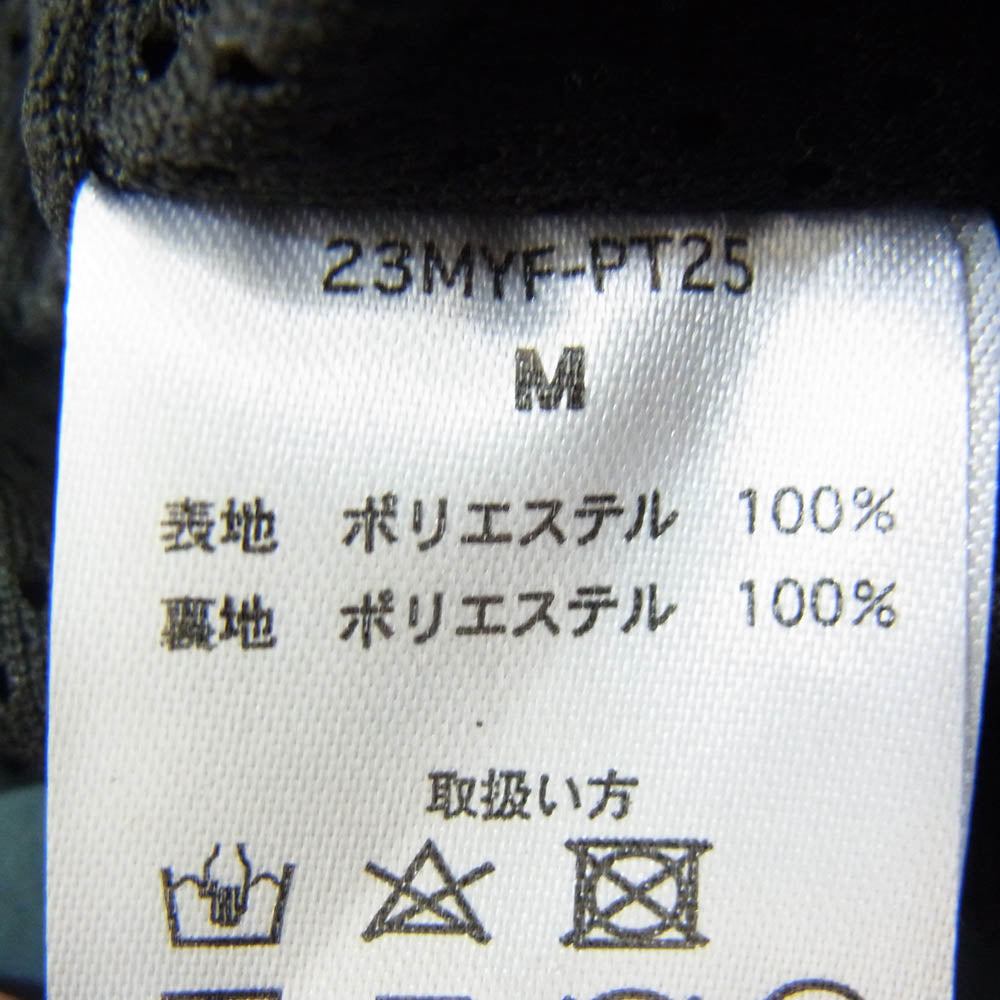 23MYF-PT25
M
表地 ポリエステル 100%
裏地 ポリエステル 100%
取扱い方